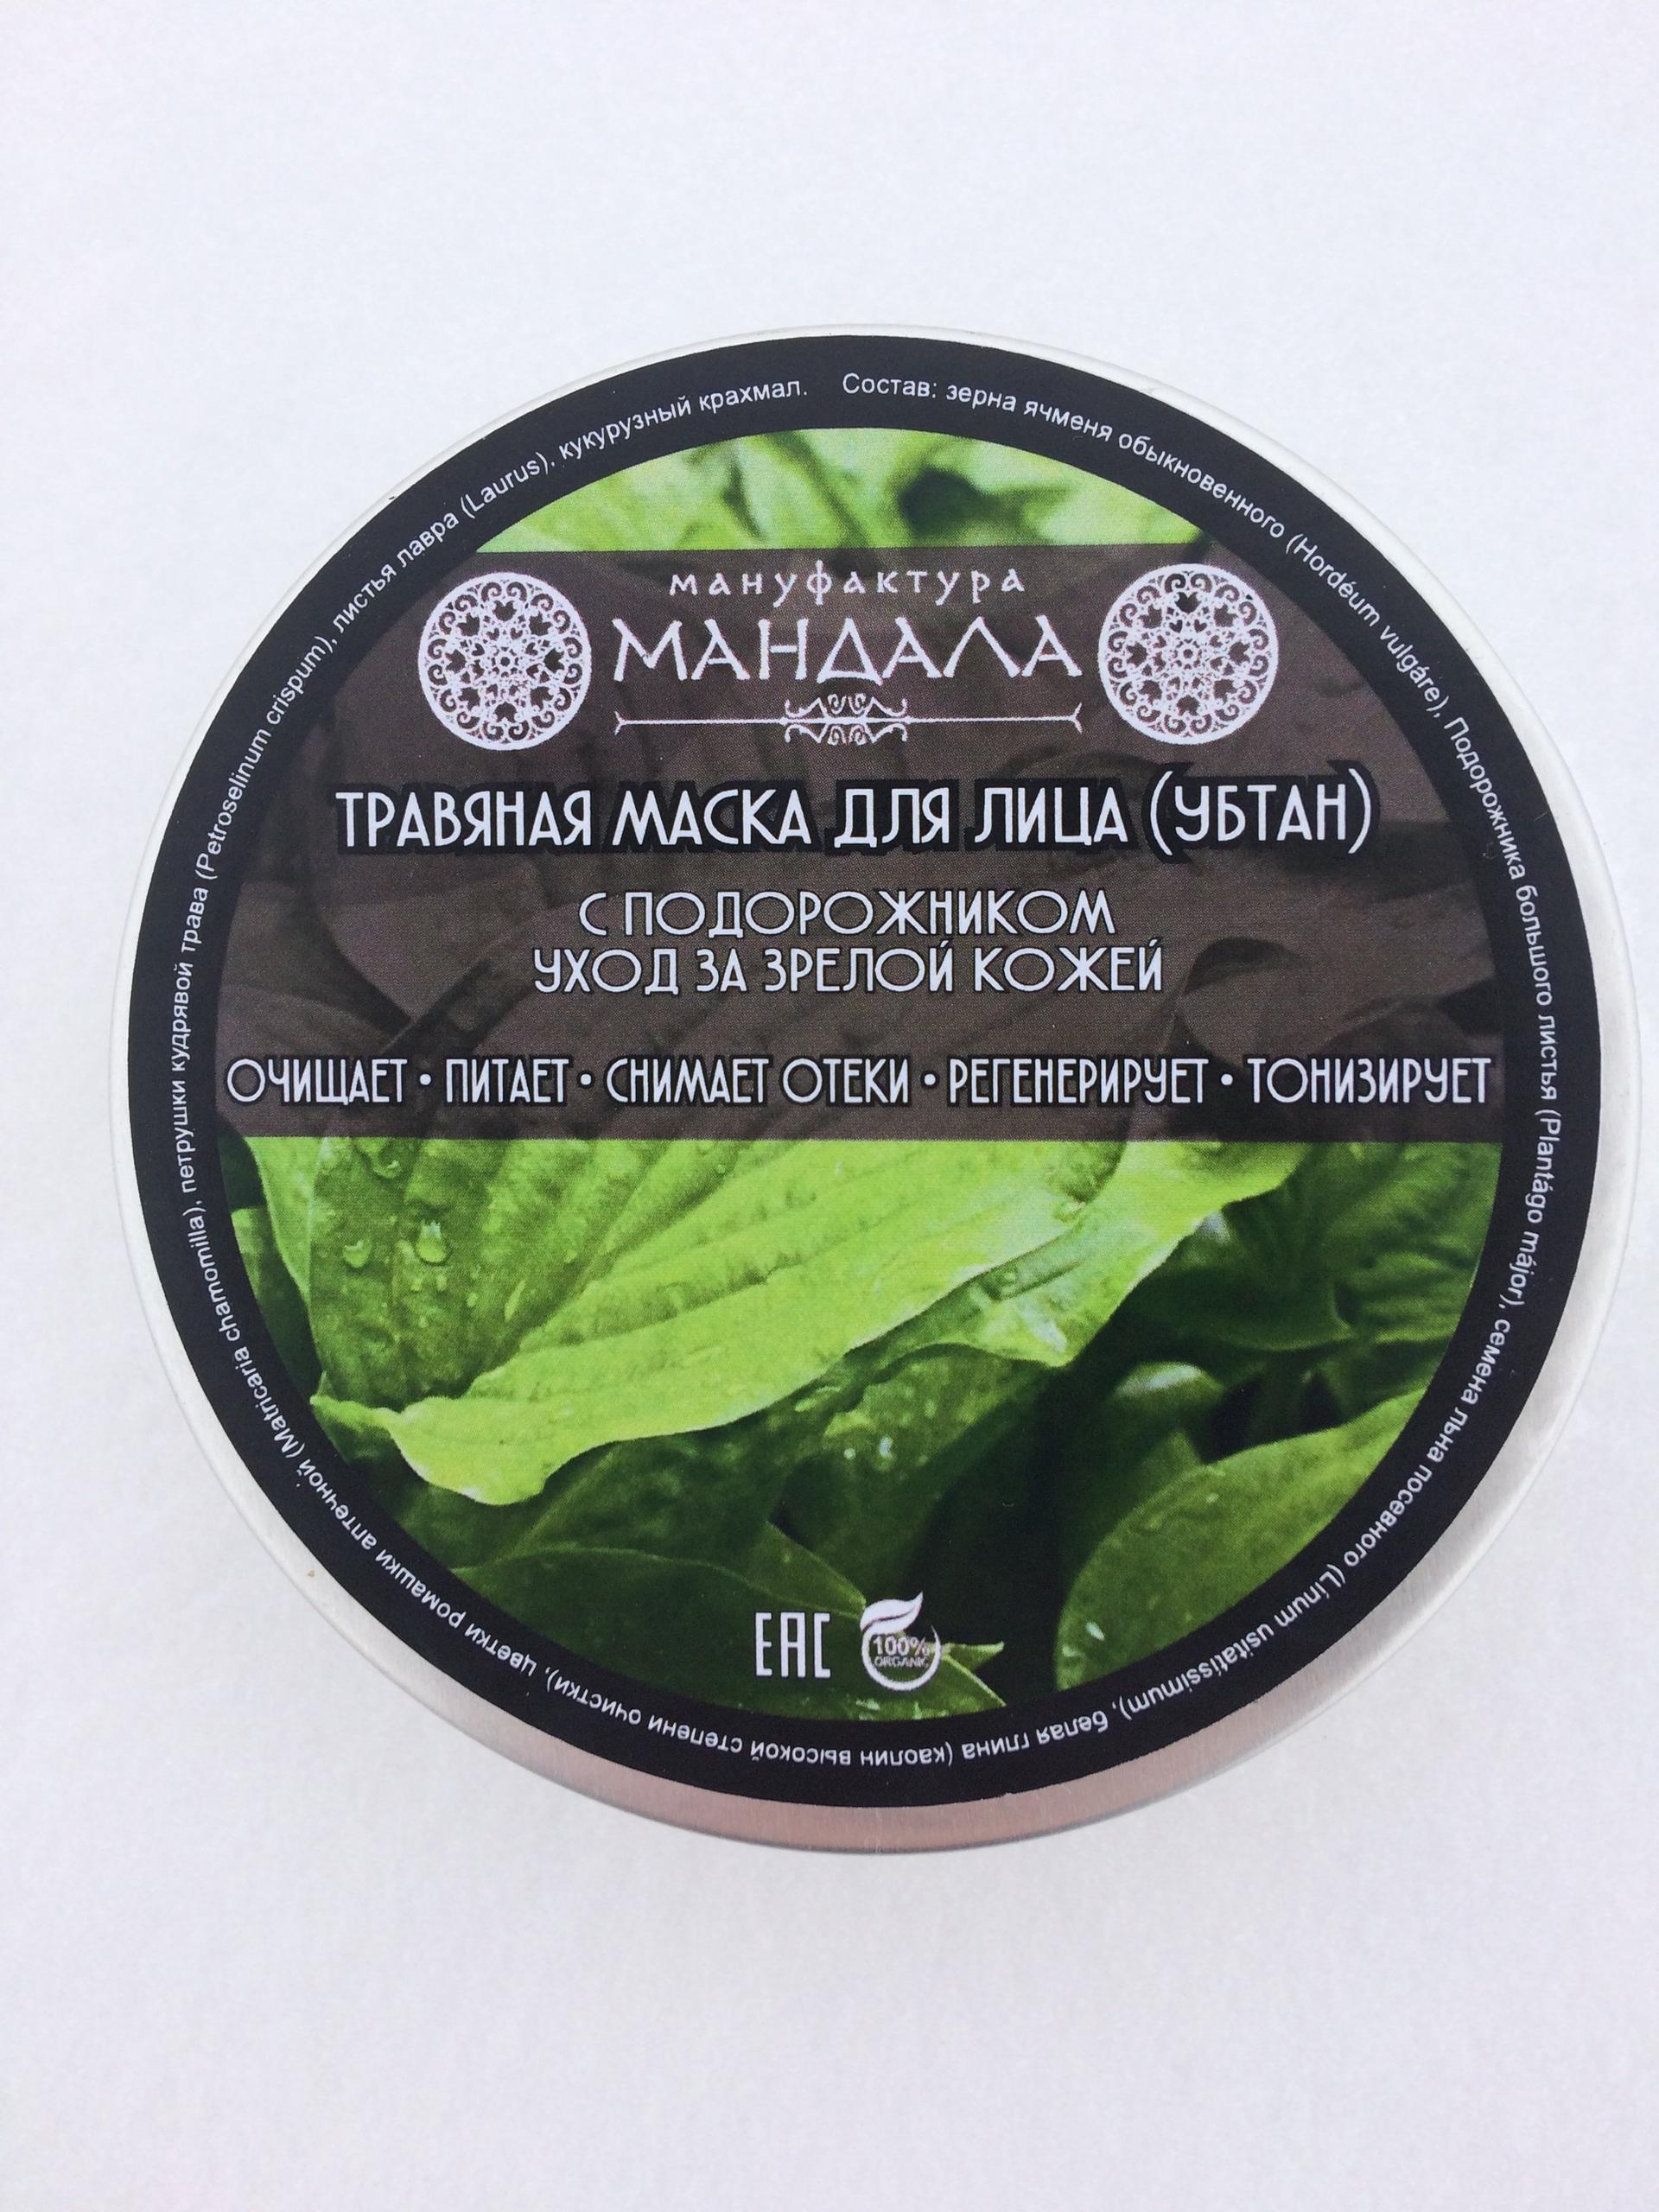 мануфактура
МАНДАЛА
ТРАВЯНАЯ МАСКА ДЛЯ ЛИЦА (УБТАН)
С ПОДОРОЖНИКОМ
УХОД ЗА ЗРЕЛОЙ КОЖЕЙ
ОЧИЩАЕТ • ПИТАЕТ • СНИМАЕТ ОТЕКИ • РЕГЕНЕРИРУЕТ • ТОНИЗИРУЕТ
EAC
100%
ORGANIC
Состав: зерна ячменя обыкновенного (Hordéum vulgáre), Подорожника большого листья (Plantágo májor), семена льна посевного (Línum usitatíssimum), белая глина (каолин высокой степени очистки), цветки ромашки аптечной (Matricaria chamomilla), петрушки кудрявой трава (Petroselinum crispum), листья лавра (Laurus), кукурузный крахмал.